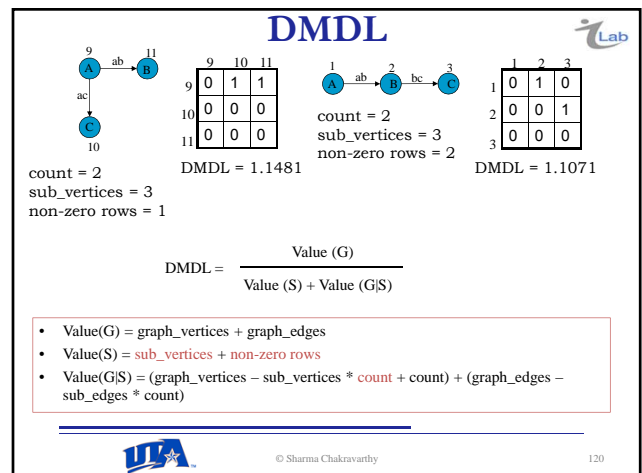 DMDL
iLab
9
11
A
ab
B
ac
C
10
9 10 11
9 0 1 1
10 0 0 0
11 0 0 0
count = 2
sub_vertices = 3
non-zero rows = 1
DMDL = 1.1481
1 2 3
A ab B bc C
count = 2
sub_vertices = 3
non-zero rows = 2
1 2 3
1 0 1 0
2 0 0 1
3 0 0 0
DMDL = 1.1071
DMDL =
Value (G)
Value (S) + Value (G|S)
• Value(G) = graph_vertices + graph_edges
• Value(S) = sub_vertices + non-zero rows
• Value(G|S) = (graph_vertices – sub_vertices * count + count) + (graph_edges –
sub_edges * count)
UTA
© Sharma Chakravarthy
120